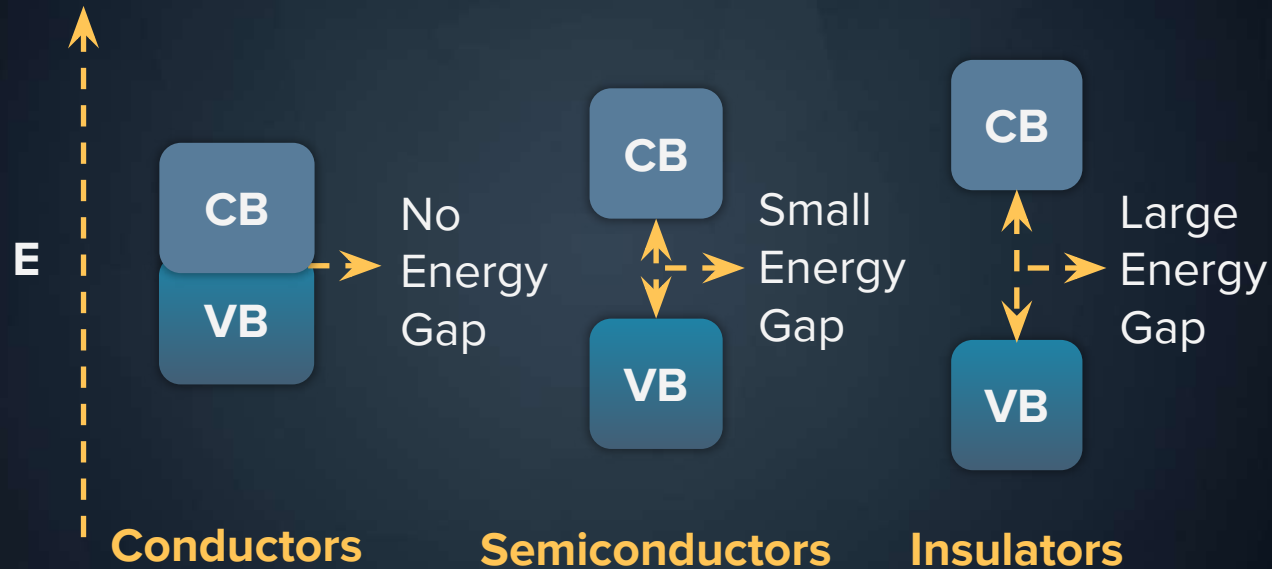 E
CB
VB
No
Energy
Gap
Conductors
CB
VB
Small
Energy
Gap
Semiconductors
CB
VB
Large
Energy
Gap
Insulators